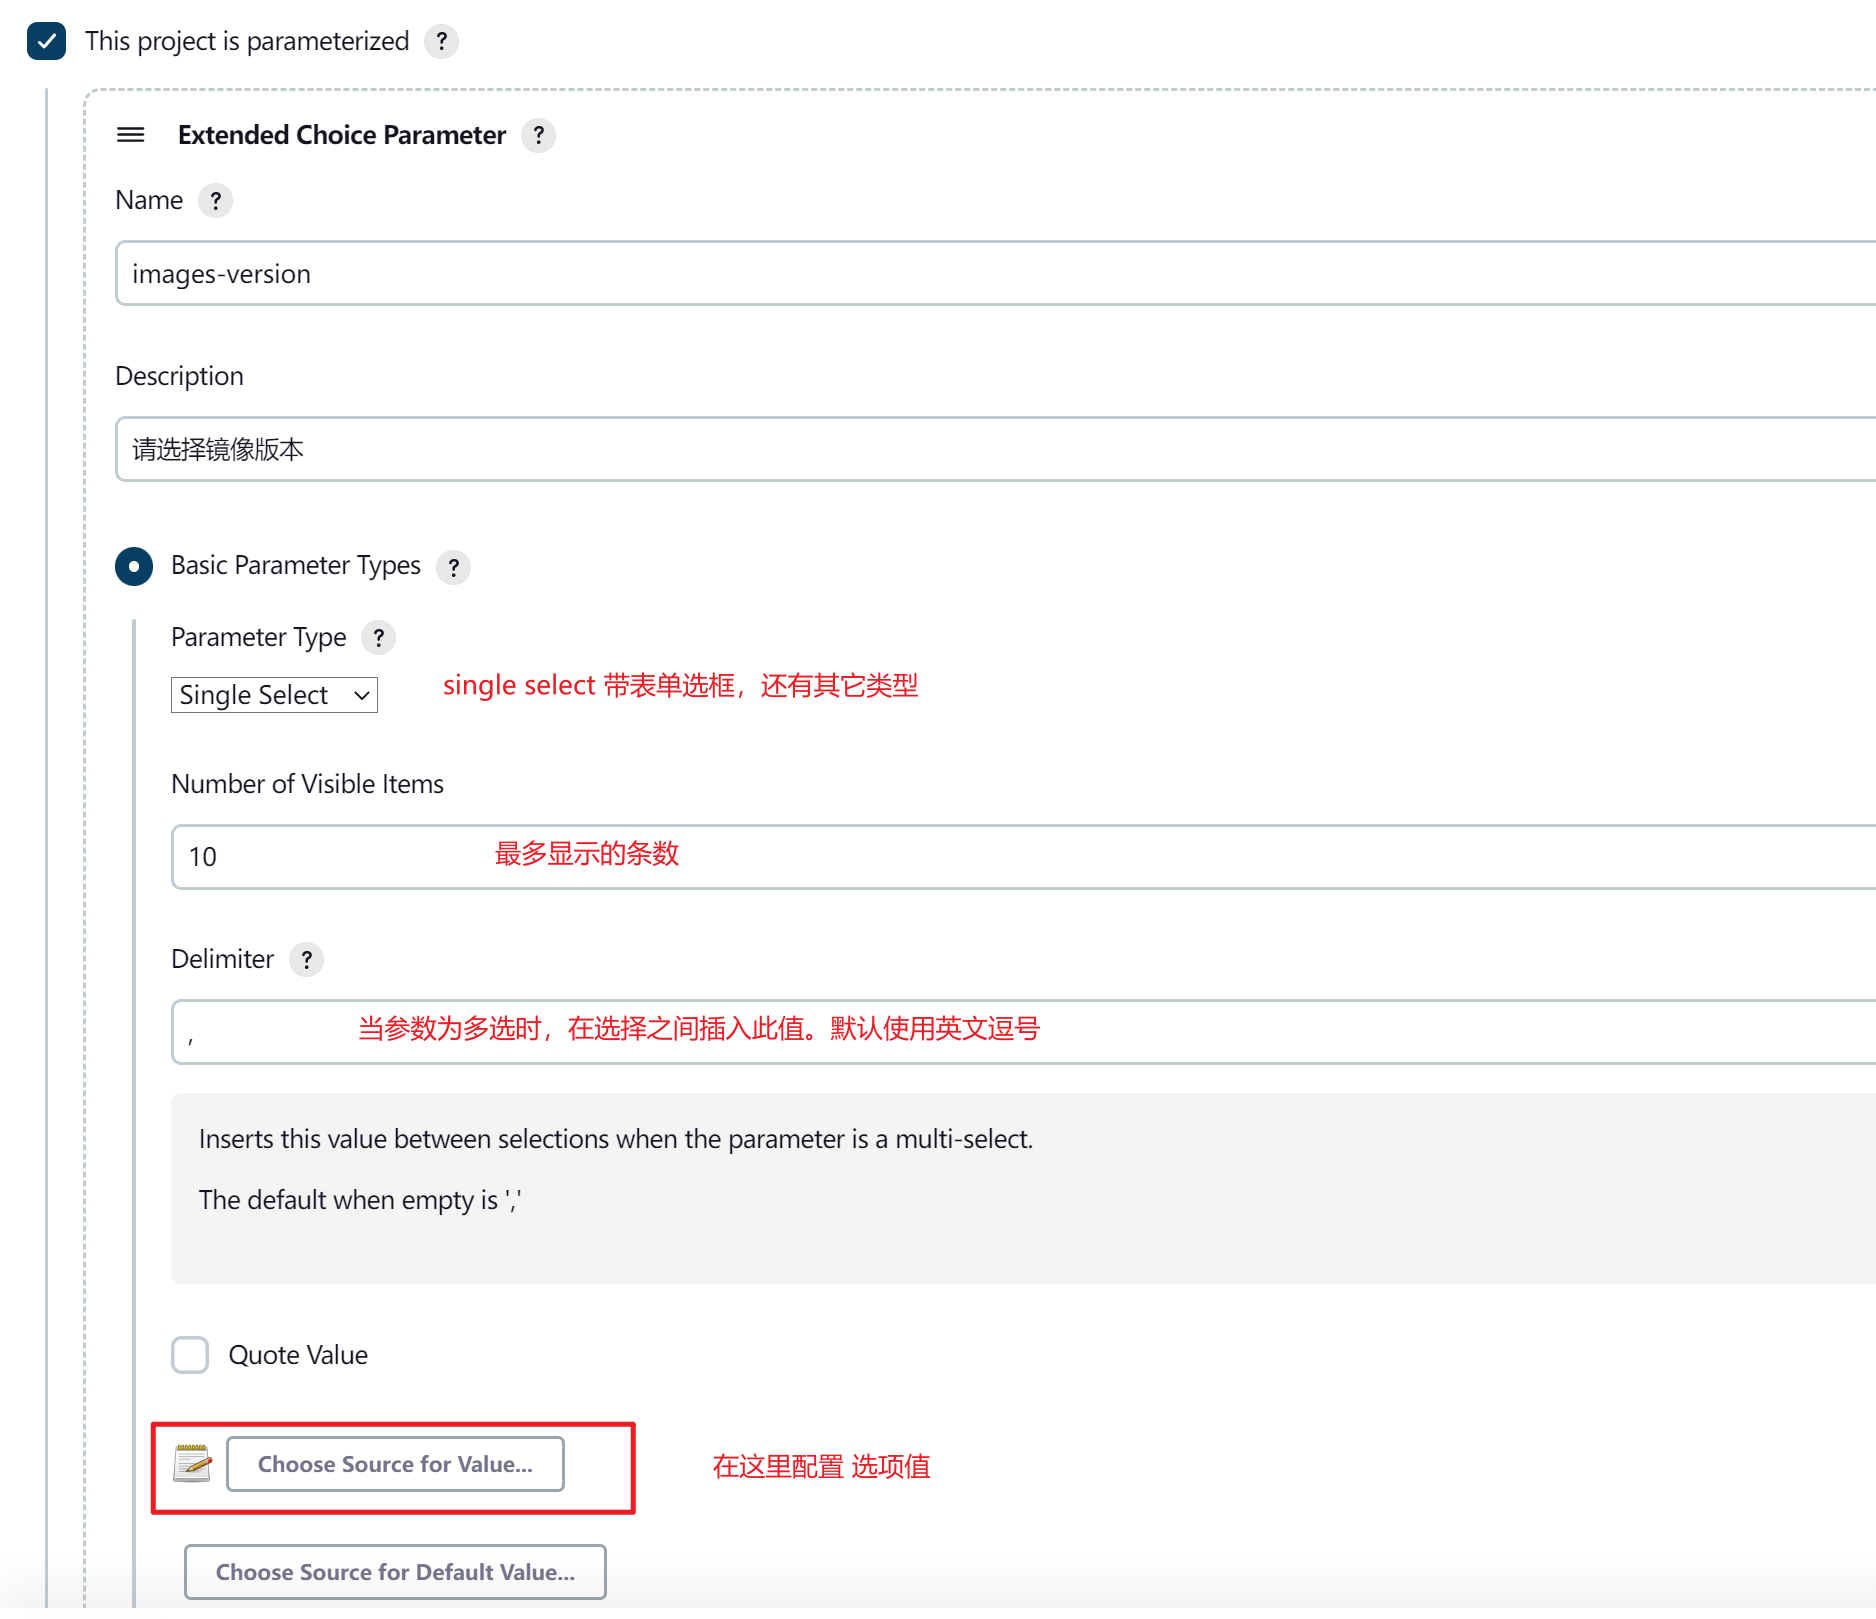 This project is parameterized ?
Extended Choice Parameter ?
Name ?
images-version
Description
请选择镜像版本
Basic Parameter Types ?
Parameter Type ?
Single Select
single select 带表单选框，还有其它类型
Number of Visible Items
10
最多显示的条数
Delimiter ?
,
当参数为多选时，在选择之间插入此值。默认使用英文逗号
Inserts this value between selections when the parameter is a multi-select.
The default when empty is ','
Quote Value
Choose Source for Value...
在这里配置 选项值
Choose Source for Default Value...